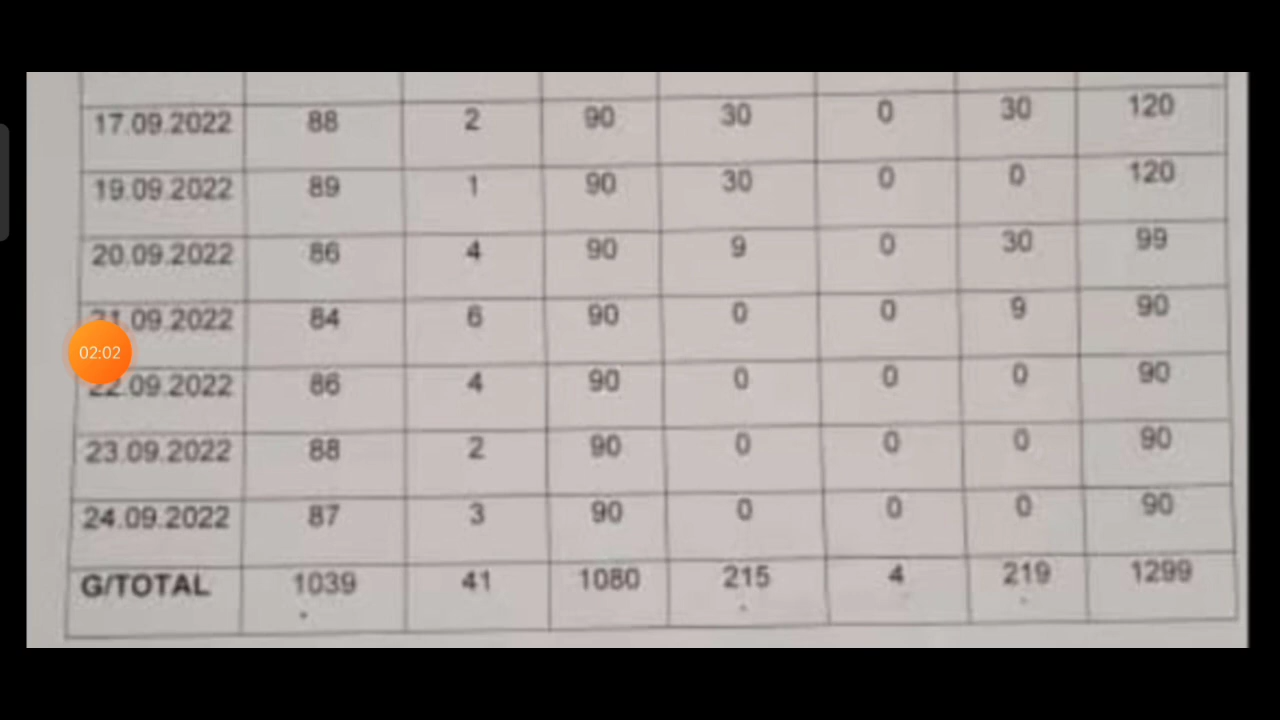 17.09.2022 88 2 90 30 0 30 120
19.09.2022 89 1 90 30 0 0 120
20.09.2022 86 4 90 9 0 30 99
21.09.2022 84 6 90 0 0 9 90
02:02
22.09.2022 86 4 90 0 0 0 90
23.09.2022 88 2 90 0 0 0 90
24.09.2022 87 3 90 0 0 0 90
G/TOTAL 1039 41 1080 215 4 219 1299